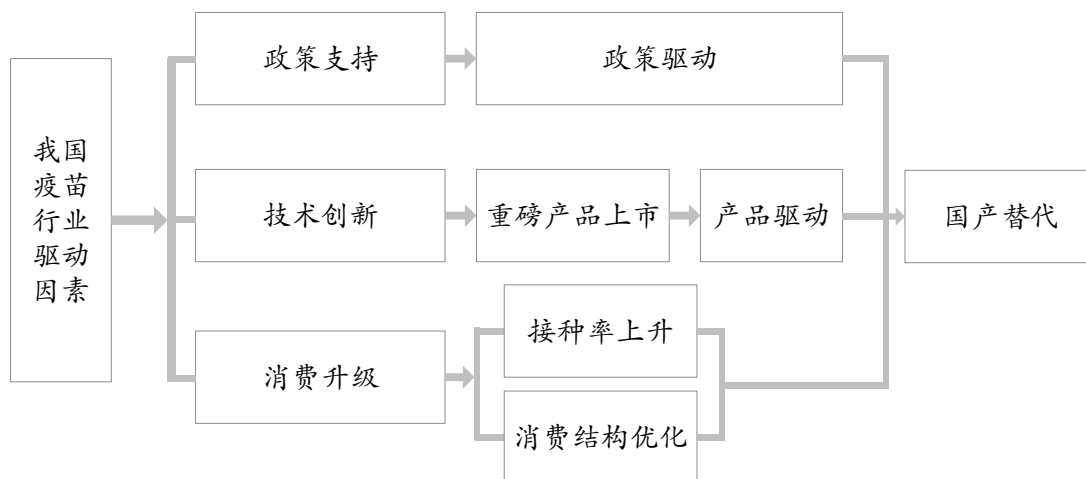 我国
疫苗
行业
驱动
因素
政策支持
政策驱动
技术创新
重磅产品上市
产品驱动
国产替代
消费升级
接种率上升
消费结构优化